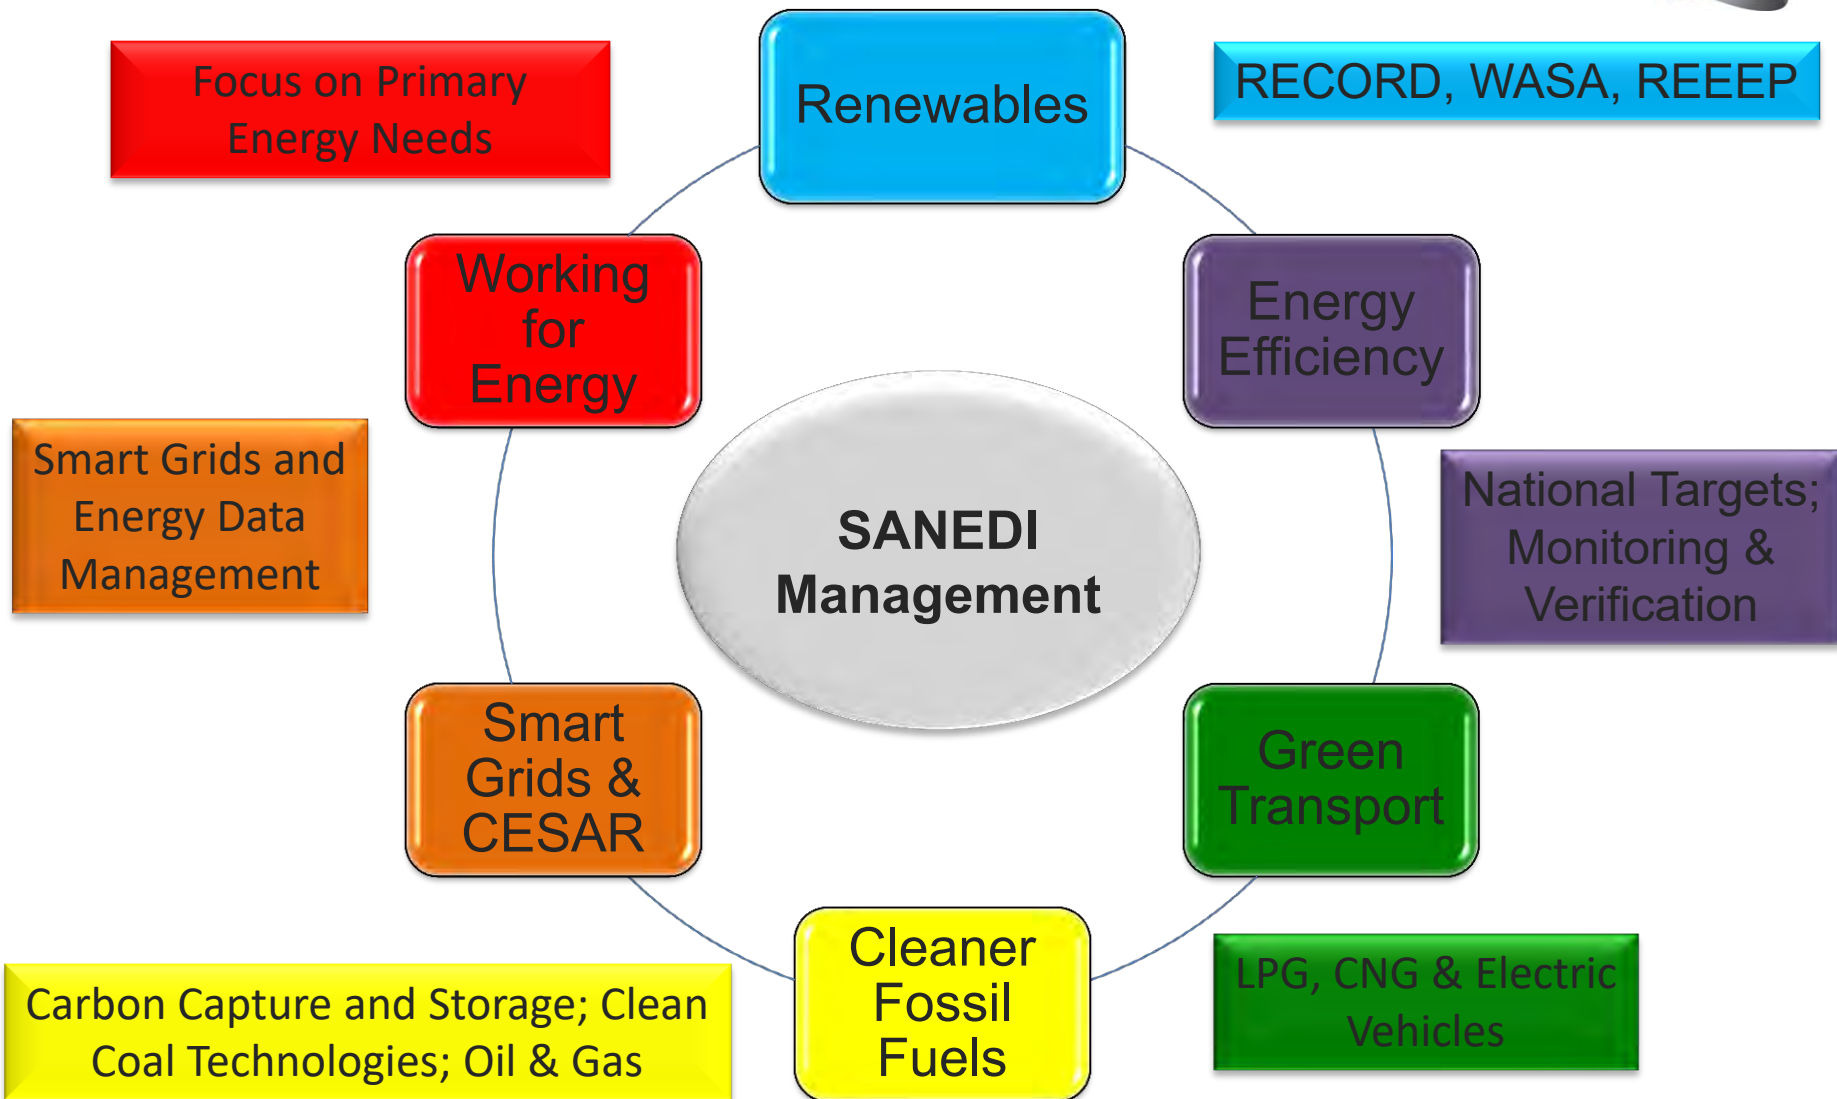 Focus on Primary
Energy Needs
Renewables
RECORD, WASA, REEEP
Working
for
Energy
Energy
Efficiency
Smart Grids and
Energy Data
Management
SANEDI
Management
National Targets;
Monitoring &
Verification
Smart
Grids &
CESAR
Green
Transport
Cleaner
Fossil
Fuels
Carbon Capture and Storage; Clean
Coal Technologies; Oil & Gas
LPG, CNG & Electric
Vehicles